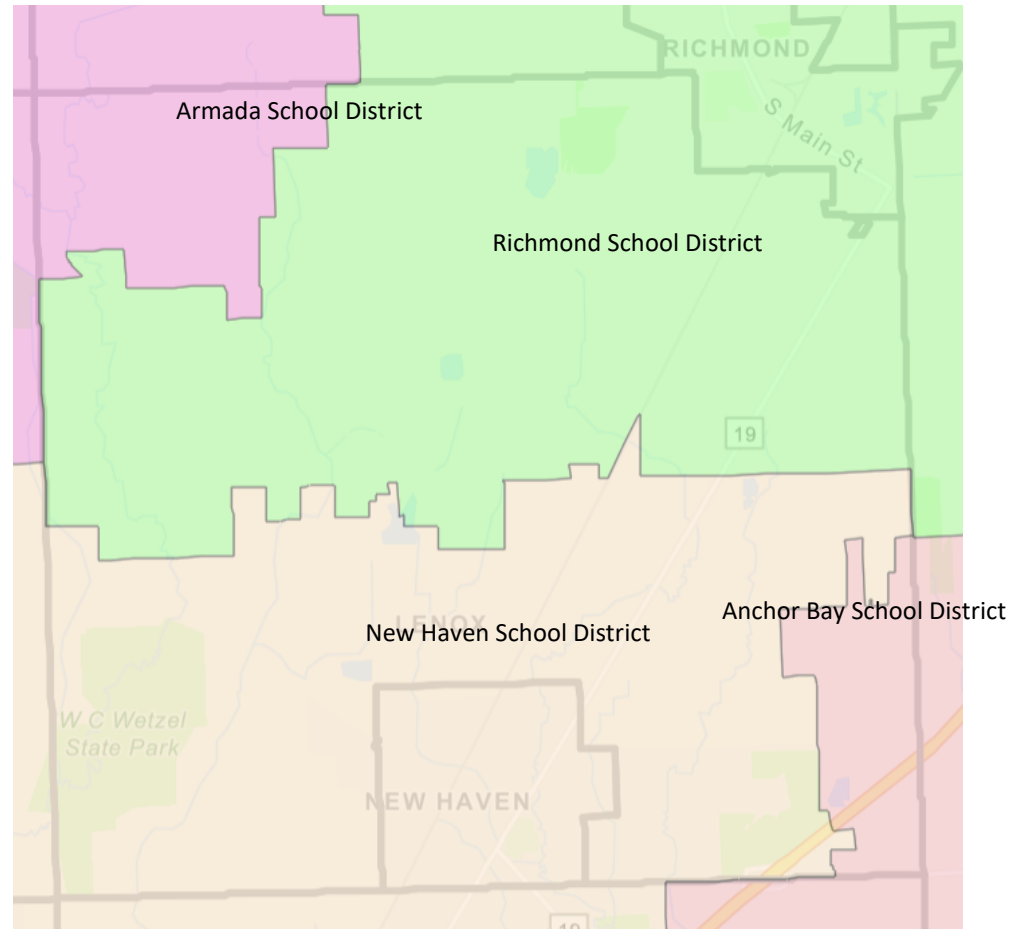 RICHMOND
Armada School District
S Main St
Richmond School District
19
Anchor Bay School District
LENOX
New Haven School District
W C Wetzel
State Park
NEW HAVEN
19